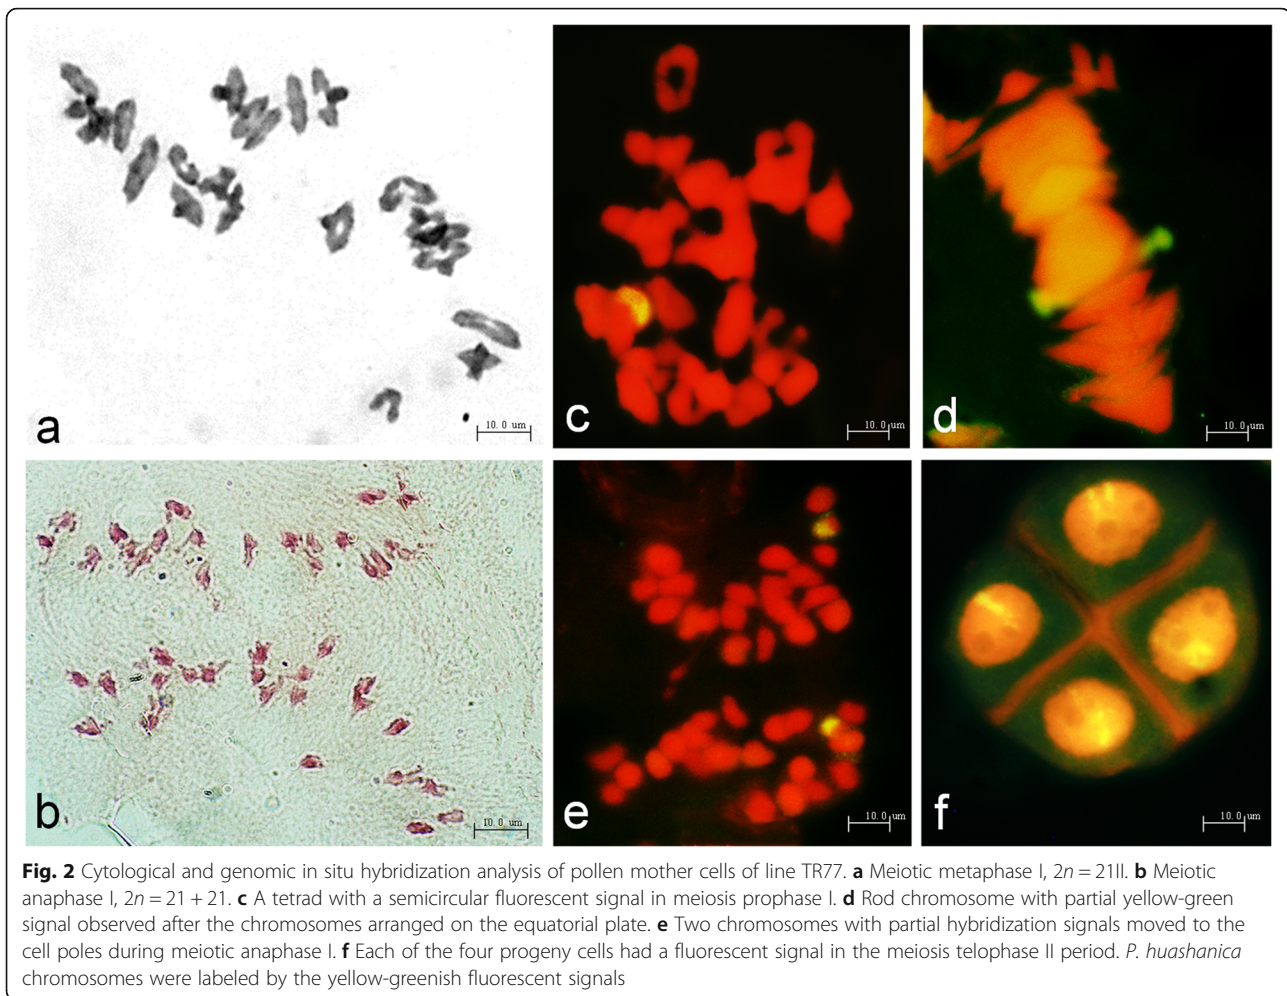 a
10.0 um
c
10.0 um
d
10.0 um
b
10.0 um
e
10.0 um
f
10.0 um
Fig. 2 Cytological and genomic in situ hybridization analysis of pollen mother cells of line TR77. a Meiotic metaphase I, 2n = 21II. b Meiotic
anaphase I, 2n = 21 + 21. c A tetrad with a semicircular fluorescent signal in meiosis prophase I. d Rod chromosome with partial yellow-green
signal observed after the chromosomes arranged on the equatorial plate. e Two chromosomes with partial hybridization signals moved to the
cell poles during meiotic anaphase I. f Each of the four progeny cells had a fluorescent signal in the meiosis telophase II period. P. huashanica
chromosomes were labeled by the yellow-greenish fluorescent signals